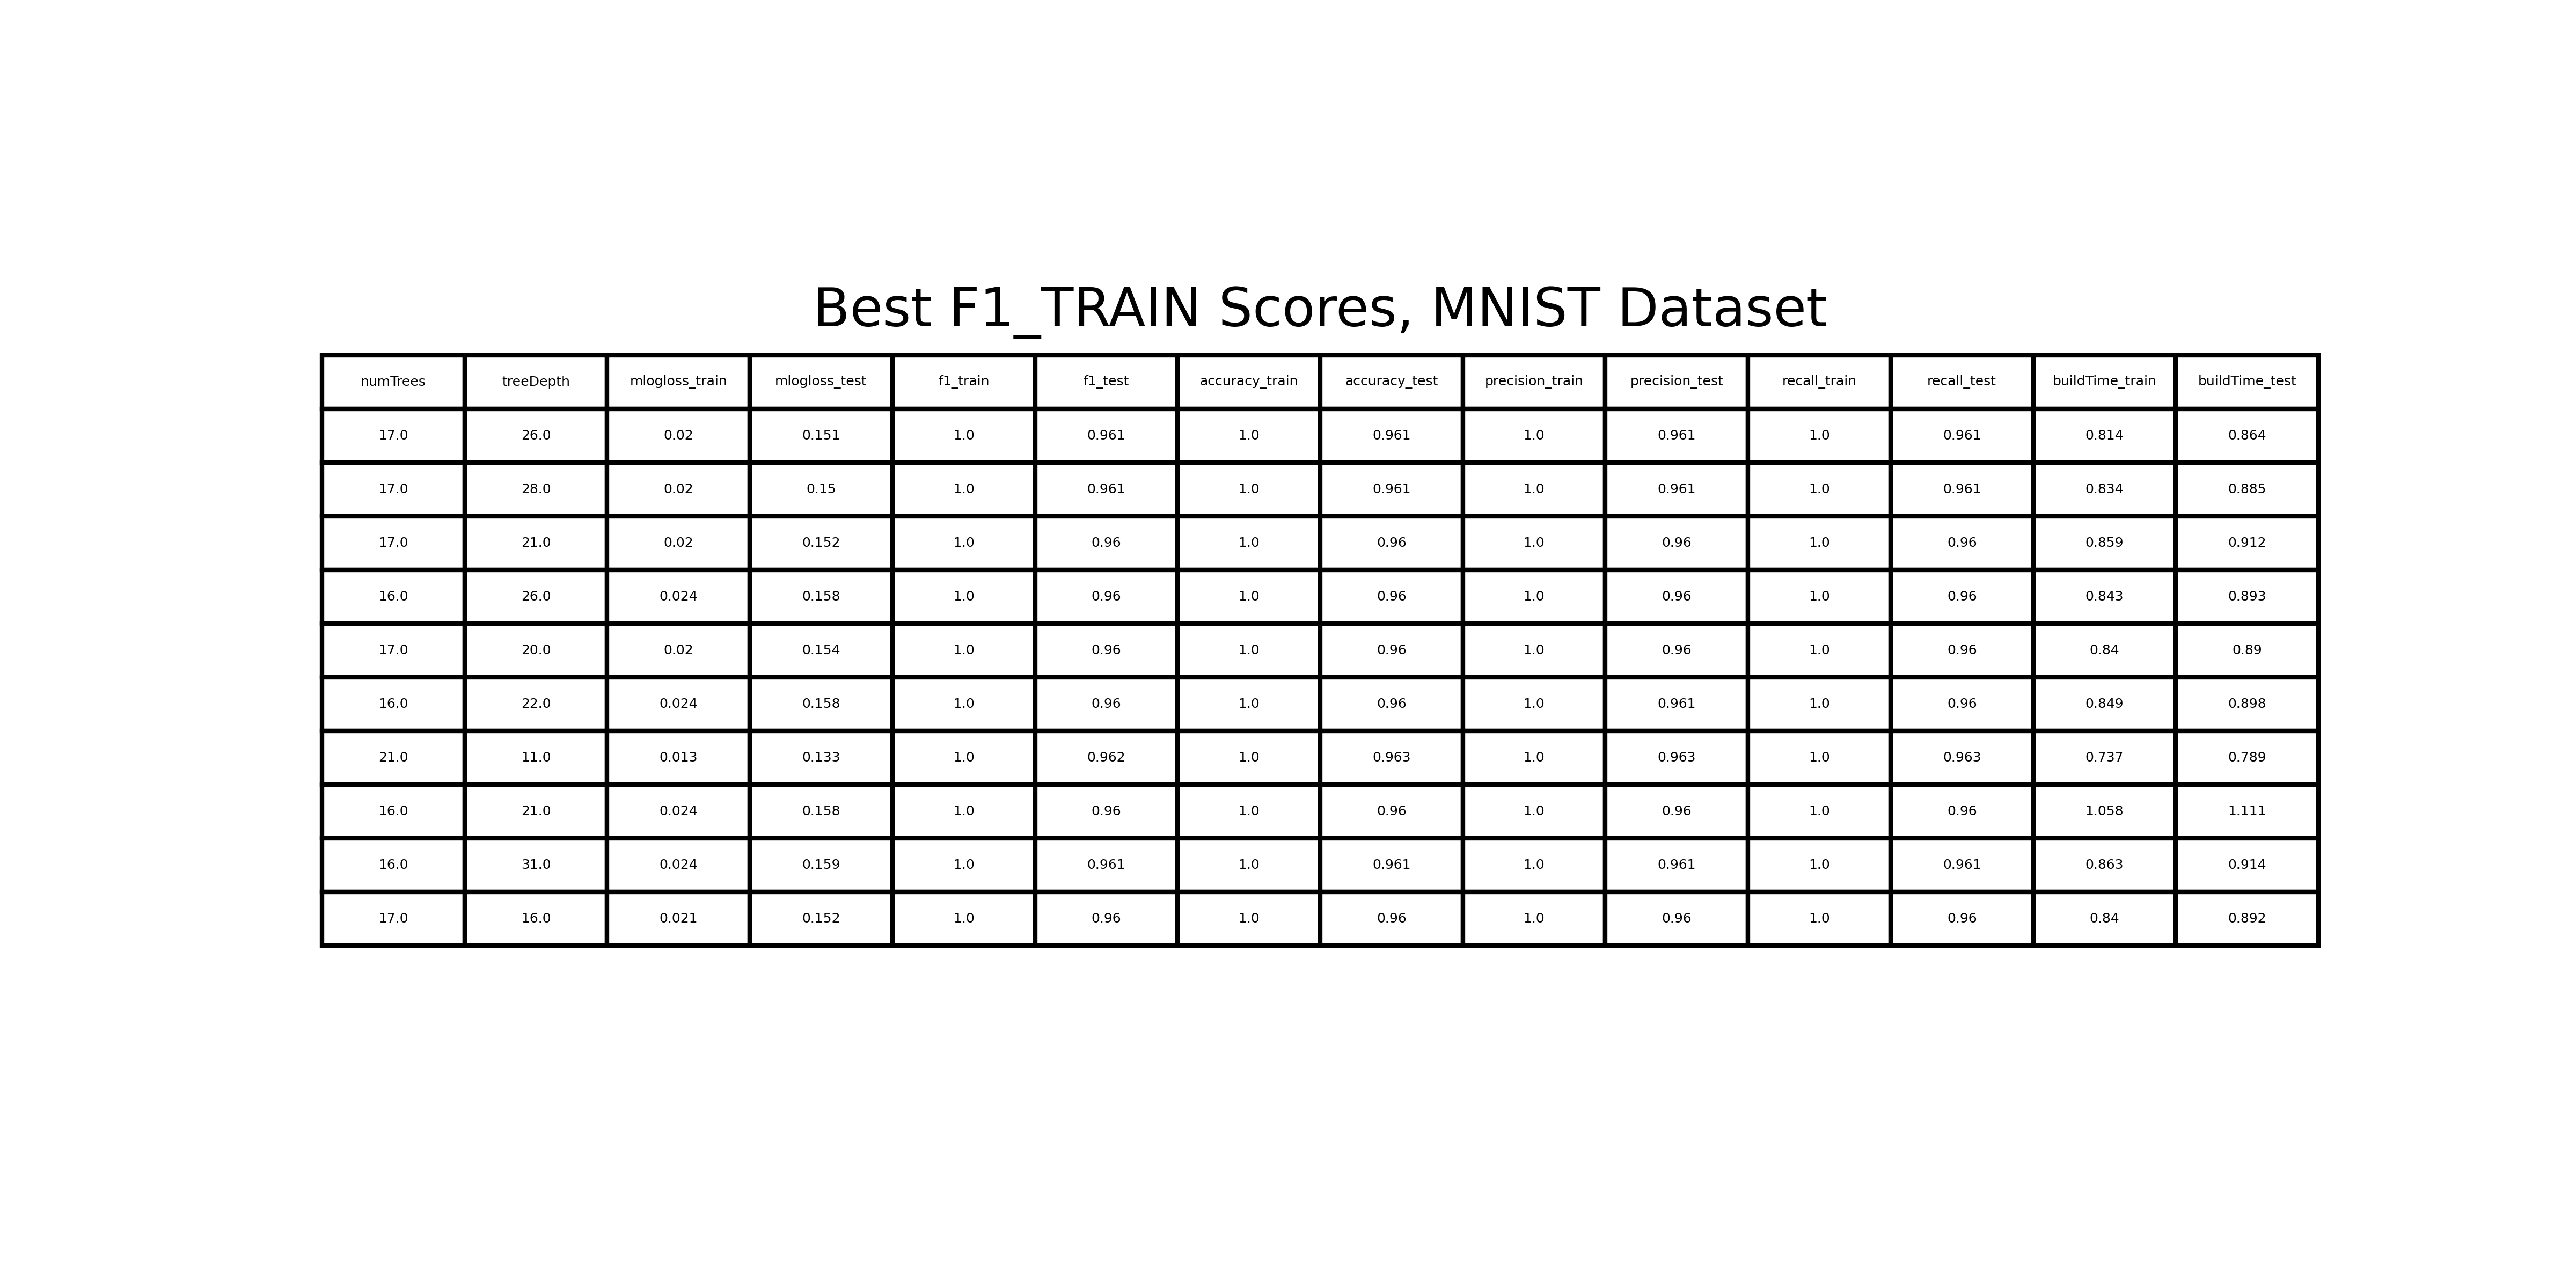 Best F1_TRAIN Scores, MNIST Dataset
numTrees treeDepth mlogloss_train mlogloss_test f1_train f1_test accuracy_train accuracy_test precision_train precision_test recall_train recall_test buildTime_train buildTime_test
17.0 26.0 0.02 0.151 1.0 0.961 1.0 0.961 1.0 0.961 1.0 0.961 0.814 0.864
17.0 28.0 0.02 0.15 1.0 0.961 1.0 0.961 1.0 0.961 1.0 0.961 0.834 0.885
17.0 21.0 0.02 0.152 1.0 0.96 1.0 0.96 1.0 0.96 1.0 0.96 0.859 0.912
16.0 26.0 0.024 0.158 1.0 0.96 1.0 0.96 1.0 0.96 1.0 0.96 0.843 0.893
17.0 20.0 0.02 0.154 1.0 0.96 1.0 0.96 1.0 0.96 1.0 0.96 0.84 0.89
16.0 22.0 0.024 0.158 1.0 0.96 1.0 0.96 1.0 0.961 1.0 0.96 0.849 0.898
21.0 11.0 0.013 0.133 1.0 0.962 1.0 0.963 1.0 0.963 1.0 0.963 0.737 0.789
16.0 21.0 0.024 0.158 1.0 0.96 1.0 0.96 1.0 0.96 1.0 0.96 1.058 1.111
16.0 31.0 0.024 0.159 1.0 0.961 1.0 0.961 1.0 0.961 1.0 0.961 0.863 0.914
17.0 16.0 0.021 0.152 1.0 0.96 1.0 0.96 1.0 0.96 1.0 0.96 0.84 0.892